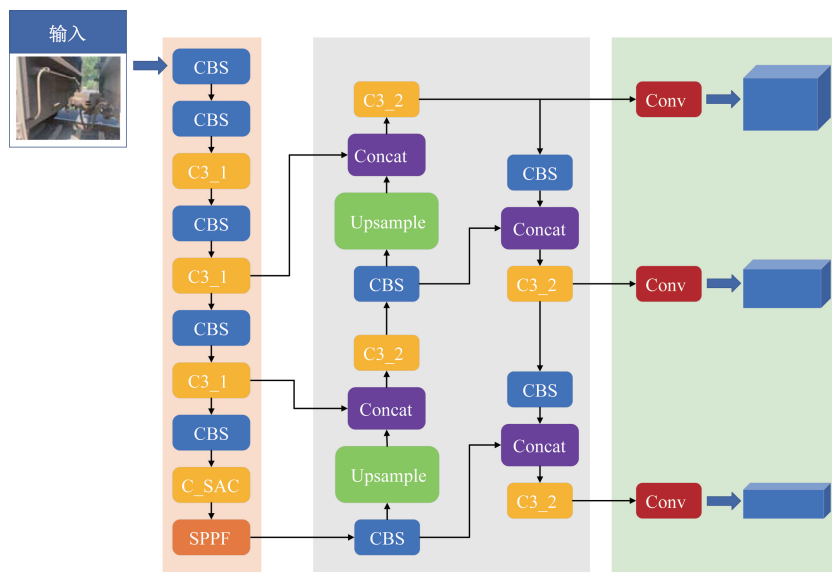 输入
CBS
CBS
C3_1
CBS
C3_1
CBS
C3_1
CBS
C_SAC
SPPF
C3_2
Concat
Upsample
CBS
C3_2
Concat
Upsample
CBS
CBS
Concat
C3_2
CBS
Concat
C3_2
Conv
Conv
Conv